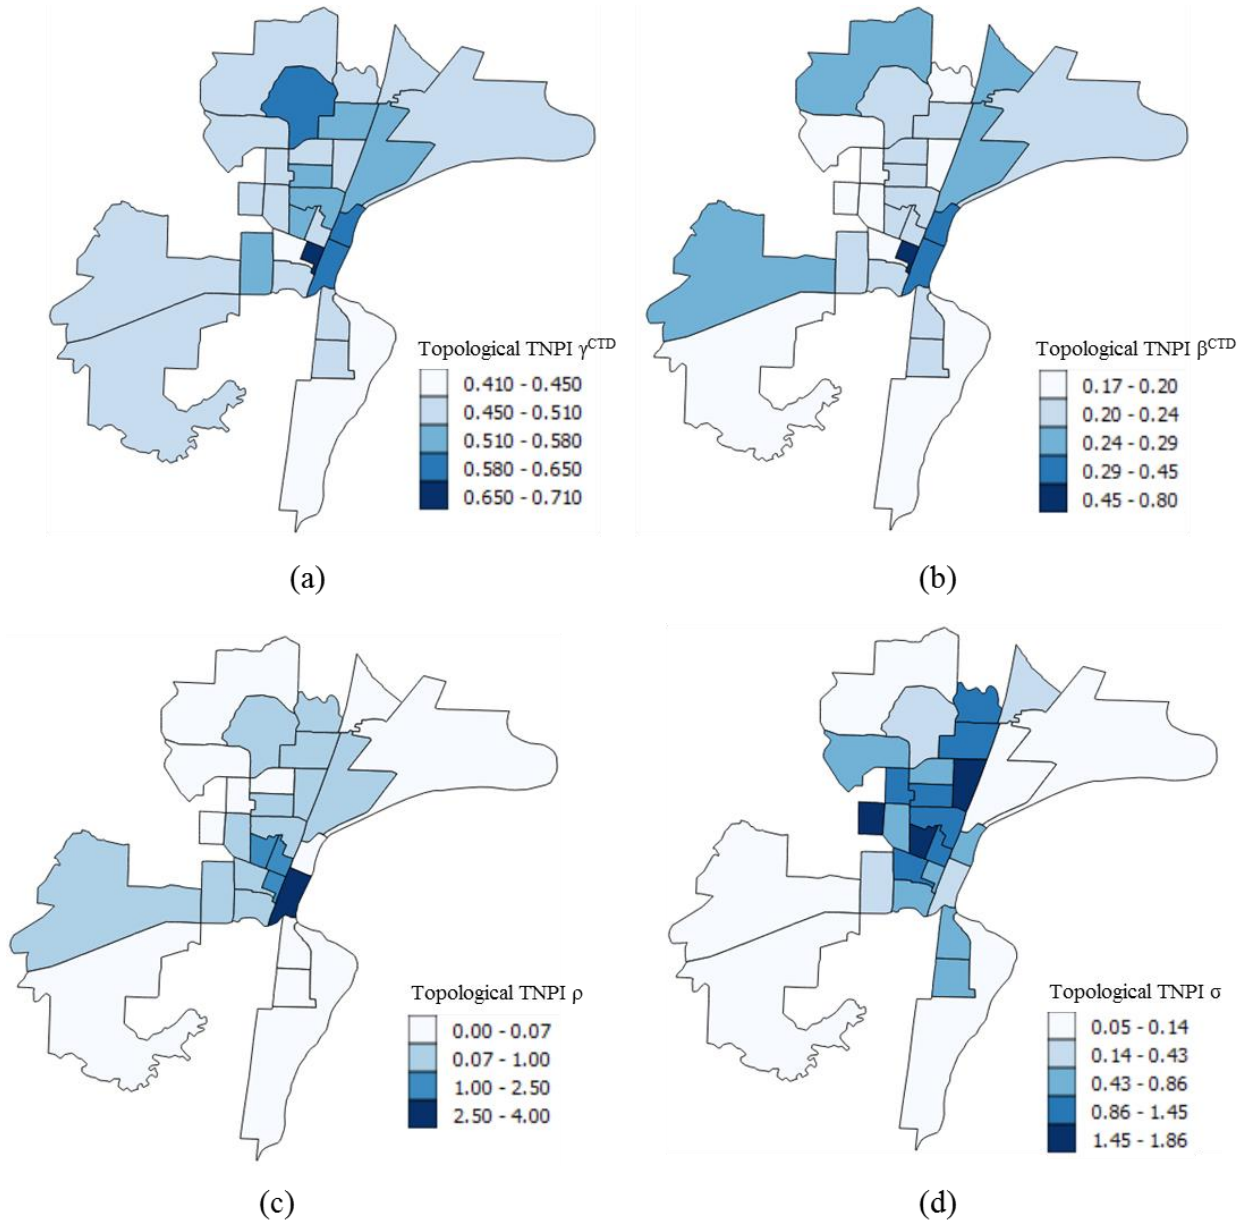 Topological TNPI γCTD
0.410 - 0.450
0.450 - 0.510
0.510 - 0.580
0.580 - 0.650
0.650 - 0.710
(a)
Topological TNPI βCTD
0.17 - 0.20
0.20 - 0.24
0.24 - 0.29
0.29 - 0.45
0.45 - 0.80
(b)
Topological TNPI ρ
0.00 - 0.07
0.07 - 1.00
1.00 - 2.50
2.50 - 4.00
(c)
Topological TNPI σ
0.05 - 0.14
0.14 - 0.43
0.43 - 0.86
0.86 - 1.45
1.45 - 1.86
(d)